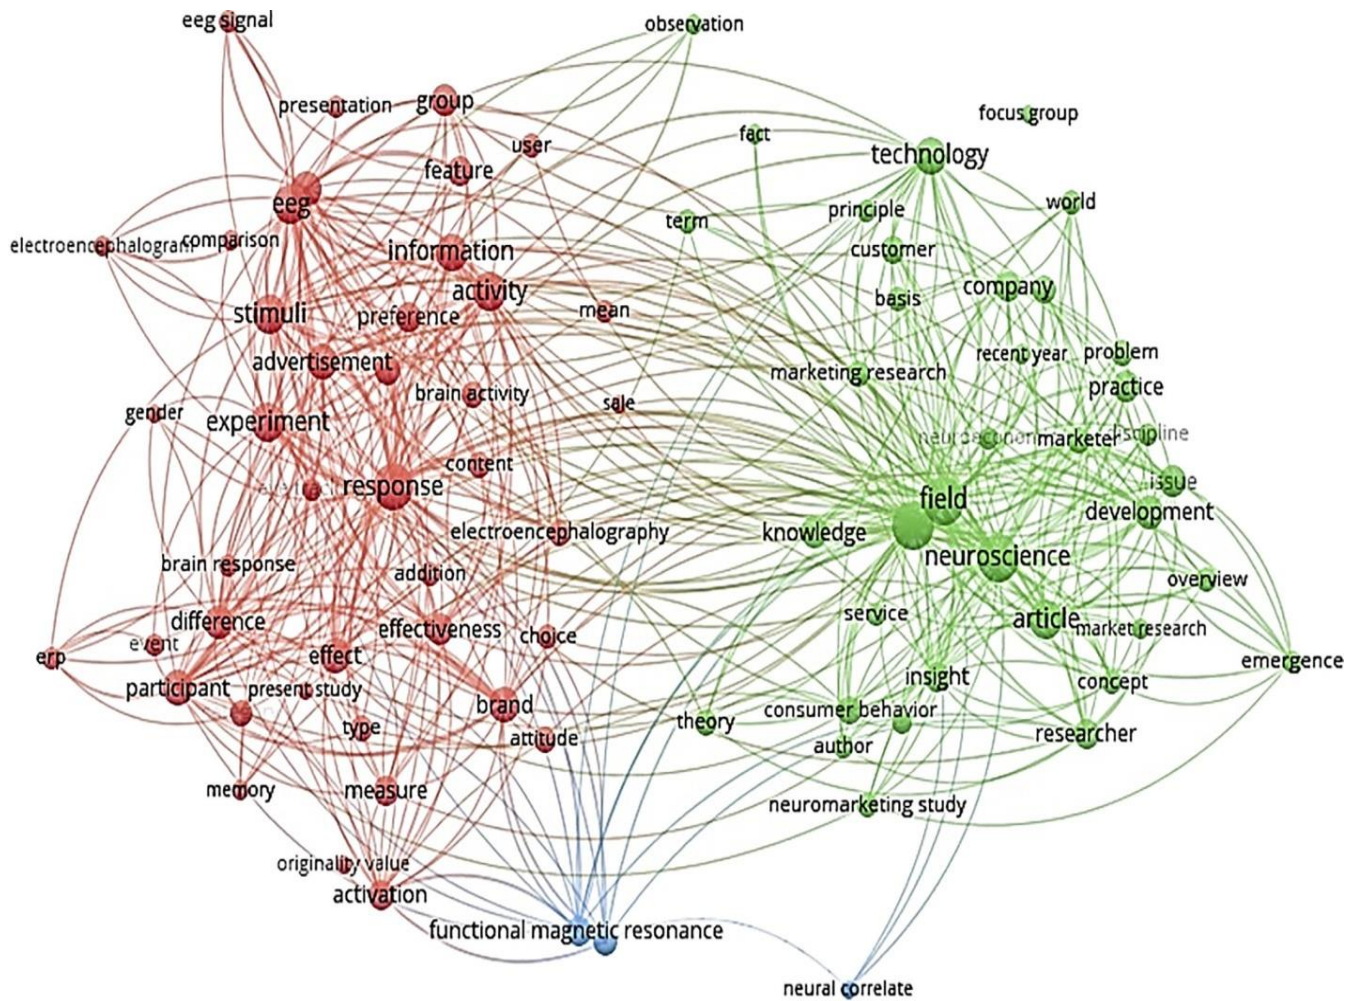 eeg signal
observation
presentation
group
focus group
fact
user
technology
feature
eeg
world
term
principle
electroencephalogram
comparison
information
customer
activity
company
stimuli
preference
mean
basis
advertisement
recent year
problem
marketing research
practice
brain activity
gender
sale
experiment
marketer
discipline
content
response
issue
field
development
electroencephalography
knowledge
neuroscience
brain response
addition
overview
difference
effectiveness
choice
service
article
market research
event
erp
effect
emergence
participant
present study
insight
concept
brand
consumer behavior
type
theory
attitude
author
researcher
memory
measure
neuromarketing study
originality value
activation
functional magnetic resonance
neural correlate